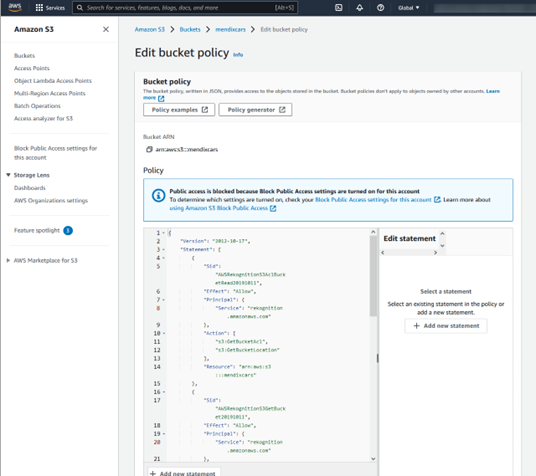 aws
Services
Search for services, features, blogs, docs, and more
[Alt+S]
Global
Amazon S3
Buckets
Access Points
Object Lambda Access Points
Multi-Region Access Points
Batch Operations
Access analyzer for S3
Block Public Access settings for
this account
Storage Lens
Dashboards
AWS Organizations settings
Feature spotlight 3
AWS Marketplace for S3
Amazon S3 > Buckets > mendixcars > Edit bucket policy
Edit bucket policy Info
Bucket policy
The bucket policy, written in JSON, provides access to the objects stored in the bucket. Bucket policies don't apply to objects owned by other accounts. Learn
more
Policy examples
Policy generator
Bucket ARN
arn:aws:s3:::mendixcars
Policy
Public access is blocked because Block Public Access settings are turned on for this account
To determine which settings are turned on, check your Block Public Access settings for this account. Learn more about
using Amazon S3 Block Public Access
1 {
2 "Version": "2012-10-17",
3 "Statement": [
4 {
5 "Sid":
"AWSRekognitionS3AclBuck
etRead20191011",
6 "Effect": "Allow",
7 "Principal": {
8 "Service": "rekognition
.amazonaws.com"
9 },
10 "Action": [
11 "s3:GetBucketAcl",
12 "s3:GetBucketLocation"
13 ],
14 "Resource": "arn:aws:s3
:::mendixcars"
15 },
16 {
17 "Sid":
"AWSRekognitionS3GetBuck
et20191011",
18 "Effect": "Allow",
19 "Principal": {
20 "Service": "rekognition
.amazonaws.com"
21 },
Edit statement
Select a statement
Select an existing statement in the policy or
add a new statement.
+ Add new statement
+ Add new statement